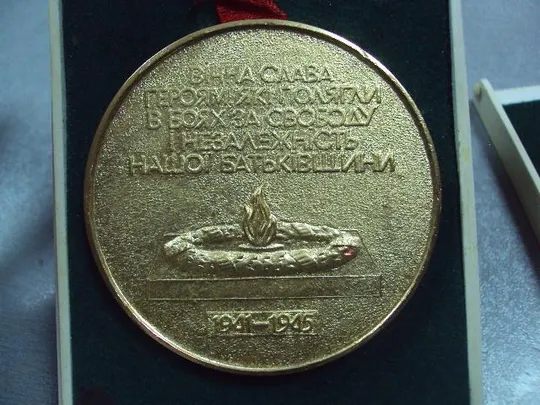 ВІЧНА СЛАВА
ГЕРОЯМ ЯКІ ПОЛЯГЛИ
В БОЯХ ЗА СВОБОДУ
І НЕЗАЛЕЖНІСТЬ
НАШОЇ БАТЬКІВЩИНИ
1941–1945